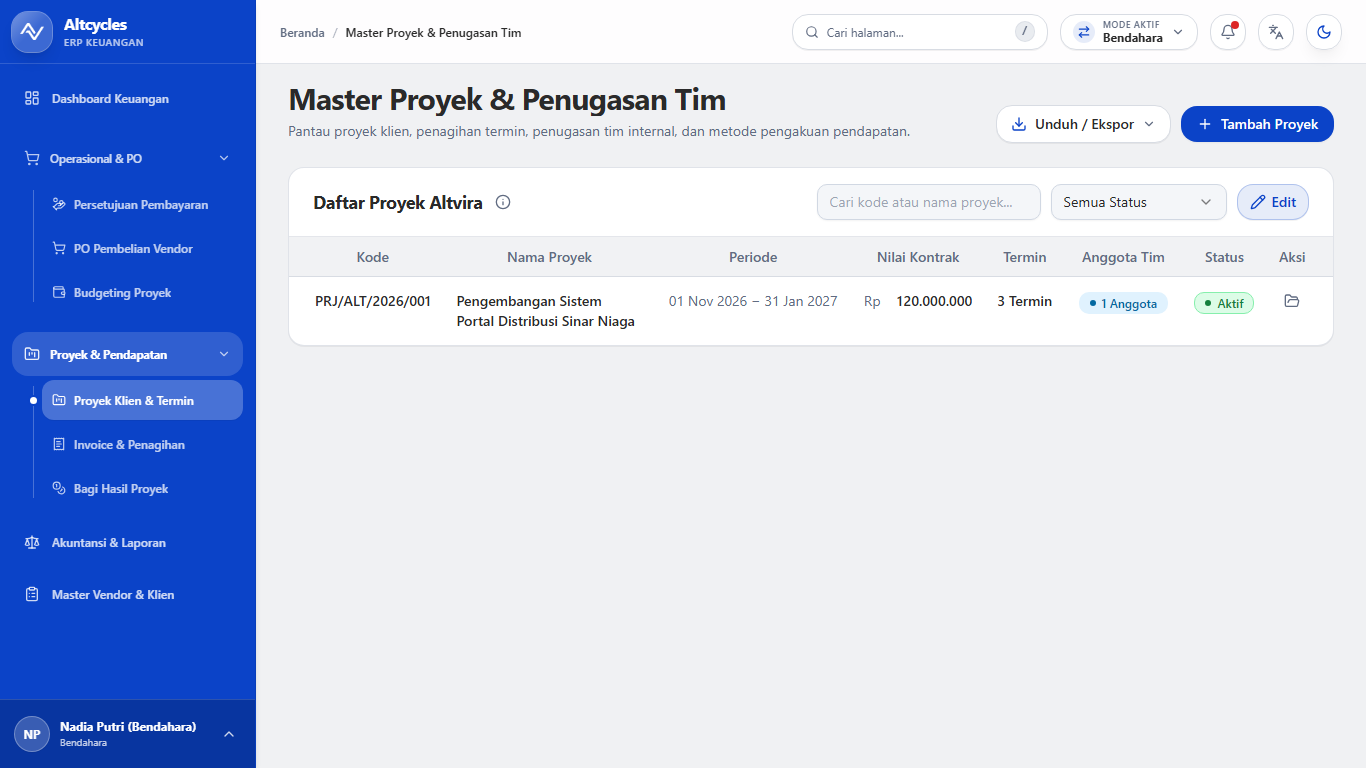 Altcycles
ERP KEUANGAN
Dashboard Keuangan
Operasional & PO
Persetujuan Pembayaran
PO Pembelian Vendor
Budgeting Proyek
Proyek & Pendapatan
Proyek Klien & Termin
Invoice & Penagihan
Bagi Hasil Proyek
Akuntansi & Laporan
Master Vendor & Klien
NP
Nadia Putri (Bendahara)
Bendahara
Beranda / Master Proyek & Penugasan Tim
Cari halaman... /
MODE AKTIF
Bendahara
Master Proyek & Penugasan Tim
Pantau proyek klien, penagihan termin, penugasan tim internal, dan metode pengakuan pendapatan.
Unduh / Ekspor
Tambah Proyek
Daftar Proyek Altvira
Cari kode atau nama proyek...
Semua Status
Edit
Kode Nama Proyek Periode Nilai Kontrak Termin Anggota Tim Status Aksi
PRJ/ALT/2026/001 Pengembangan Sistem 01 Nov 2026 – 31 Jan 2027 Rp 120.000.000 3 Termin 1 Anggota Aktif
Portal Distribusi Sinar Niaga